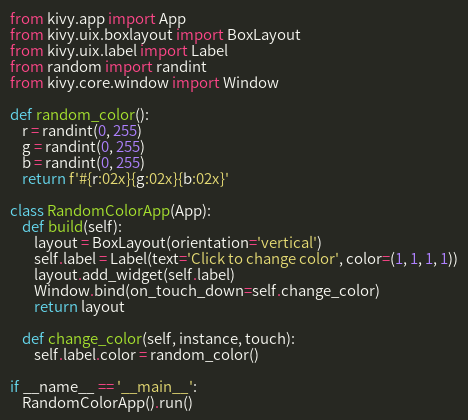 from kivy.app import App
from kivy.uix.boxlayout import BoxLayout
from kivy.uix.label import Label
from random import randint
from kivy.core.window import Window

def random_color():
    r = randint(0, 255)
    g = randint(0, 255)
    b = randint(0, 255)
    return f'#{r:02x}{g:02x}{b:02x}'

class RandomColorApp(App):
    def build(self):
        layout = BoxLayout(orientation='vertical')
        self.label = Label(text='Click to change color', color=(1, 1, 1, 1))
        layout.add_widget(self.label)
        Window.bind(on_touch_down=self.change_color)
        return layout

    def change_color(self, instance, touch):
        self.label.color = random_color()

if __name__ == '__main__':
    RandomColorApp().run()